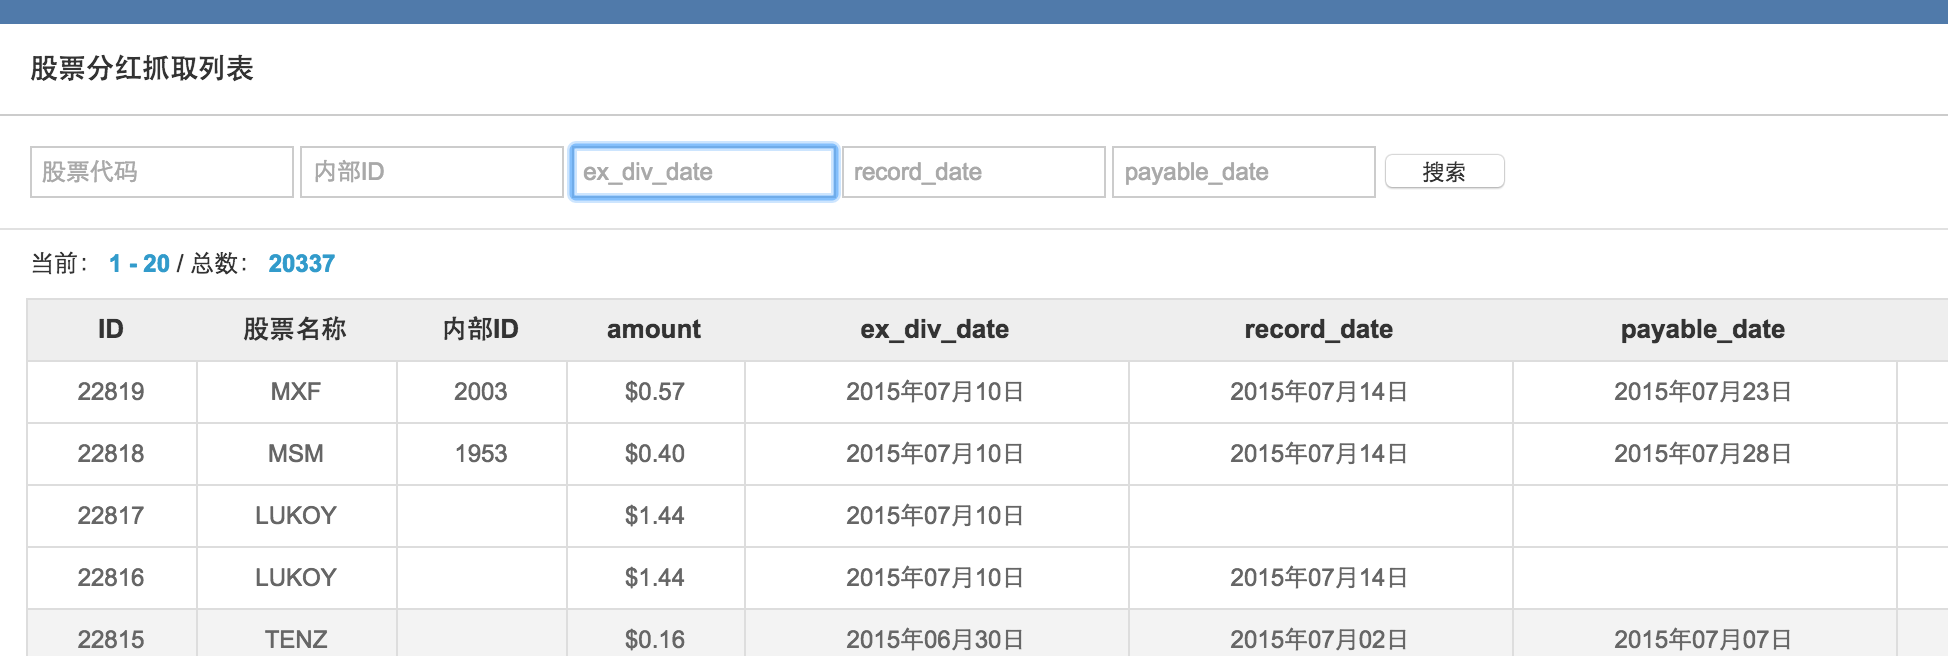 股票分红抓取列表
股票代码 内部ID ex_div_date record_date payable_date 搜索
当前： 1 - 20 / 总数： 20337
ID 股票名称 内部ID amount ex_div_date record_date payable_date
22819 MXF 2003 $0.57 2015年07月10日 2015年07月14日 2015年07月23日
22818 MSM 1953 $0.40 2015年07月10日 2015年07月14日 2015年07月28日
22817 LUKOY $1.44 2015年07月10日
22816 LUKOY $1.44 2015年07月10日 2015年07月14日
22815 TENZ $0.16 2015年06月30日 2015年07月02日 2015年07月07日